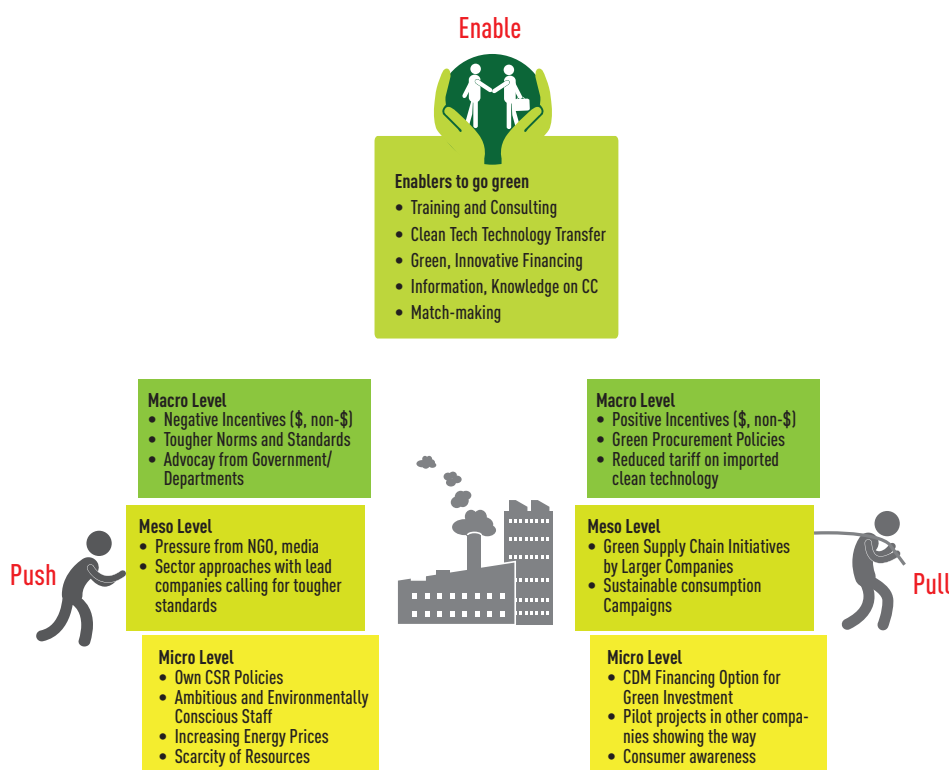 Enable
Enablers to go green
• Training and Consulting
• Clean Tech Technology Transfer
• Green, Innovative Financing
• Information, Knowledge on CC
• Match-making
Push
Macro Level
• Negative Incentives ($, non-$)
• Tougher Norms and Standards
• Advocay from Government/
Departments
Meso Level
• Pressure from NGO, media
• Sector approaches with lead
companies calling for tougher
standards
Micro Level
• Own CSR Policies
• Ambitious and Environmentally
Conscious Staff
• Increasing Energy Prices
• Scarcity of Resources
Macro Level
• Positive Incentives ($, non-$)
• Green Procurement Policies
• Reduced tariff on imported
clean technology
Meso Level
• Green Supply Chain Initiatives
by Larger Companies
• Sustainable consumption
Campaigns
Micro Level
• CDM Financing Option for
Green Investment
• Pilot projects in other compa-
nies showing the way
• Consumer awareness
Pull